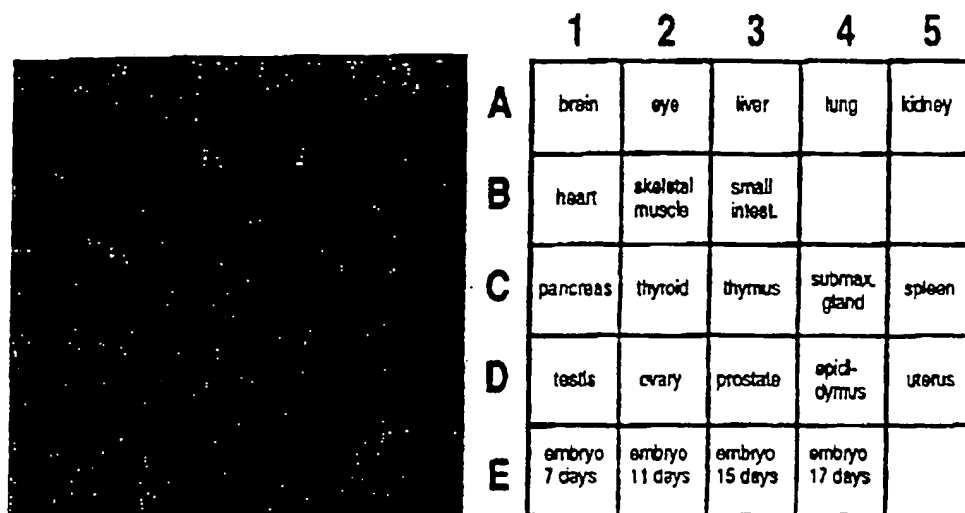 1 2 3 4 5
A brain eye liver lung kidney
B heart skeletal muscle small intest.
C pancreas thyroid thymus submax. gland spleen
D testis ovary prostate epidi-dymus uterus
E embryo 7 days embryo 11 days embryo 15 days embryo 17 days